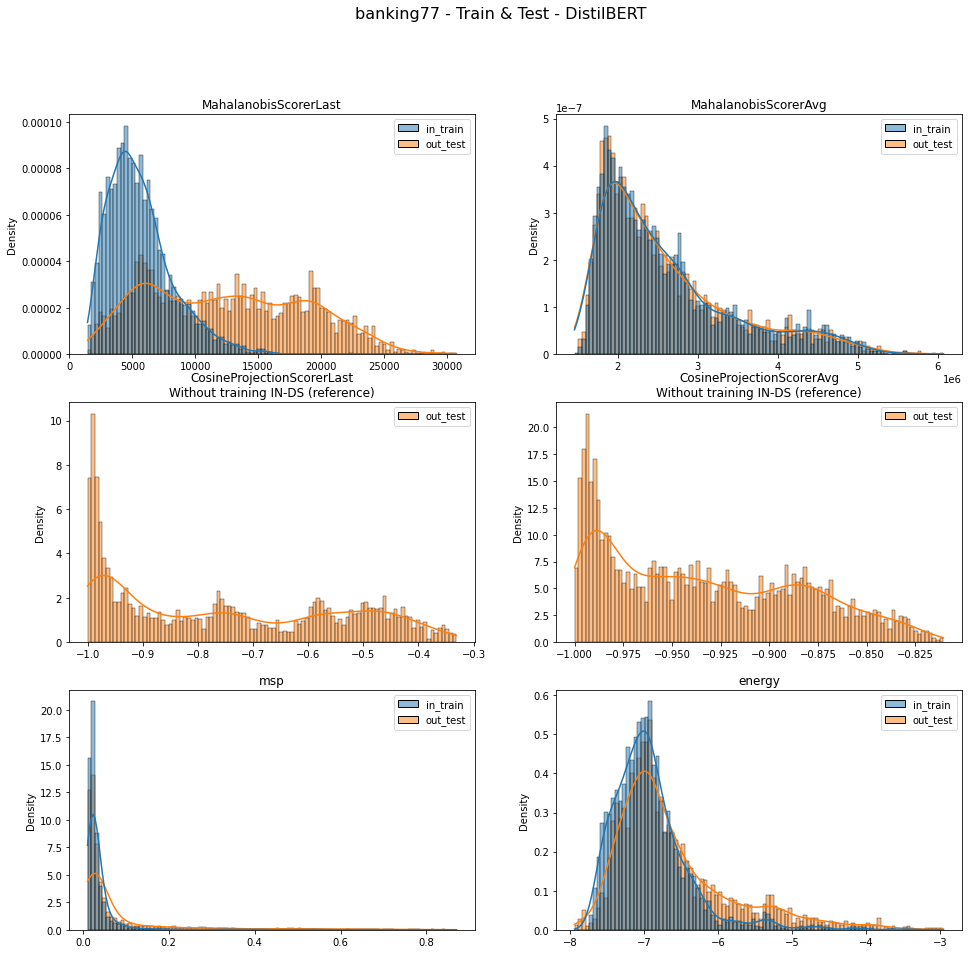 banking77 - Train & Test - DistilBERT
MahalanobisScorerLast
Density
0.00010
0.00008
0.00006
0.00004
0.00002
0.00000
0 5000 10000 15000 20000 25000 30000
in_train
out_test
MahalanobisScorerAvg
1e−7
Density
5
4
3
2
1
0
2 3 4 5 6
1e6
in_train
out_test
CosineProjectionScorerLast
Without training IN-DS (reference)
Density
10
8
6
4
2
0
−1.0 −0.9 −0.8 −0.7 −0.6 −0.5 −0.4 −0.3
out_test
CosineProjectionScorerAvg
Without training IN-DS (reference)
Density
20.0
17.5
15.0
12.5
10.0
7.5
5.0
2.5
0.0
−1.000 −0.975 −0.950 −0.925 −0.900 −0.875 −0.850 −0.825
out_test
msp
Density
20.0
17.5
15.0
12.5
10.0
7.5
5.0
2.5
0.0
0.0 0.2 0.4 0.6 0.8
in_train
out_test
energy
Density
0.6
0.5
0.4
0.3
0.2
0.1
0.0
−8 −7 −6 −5 −4 −3
in_train
out_test